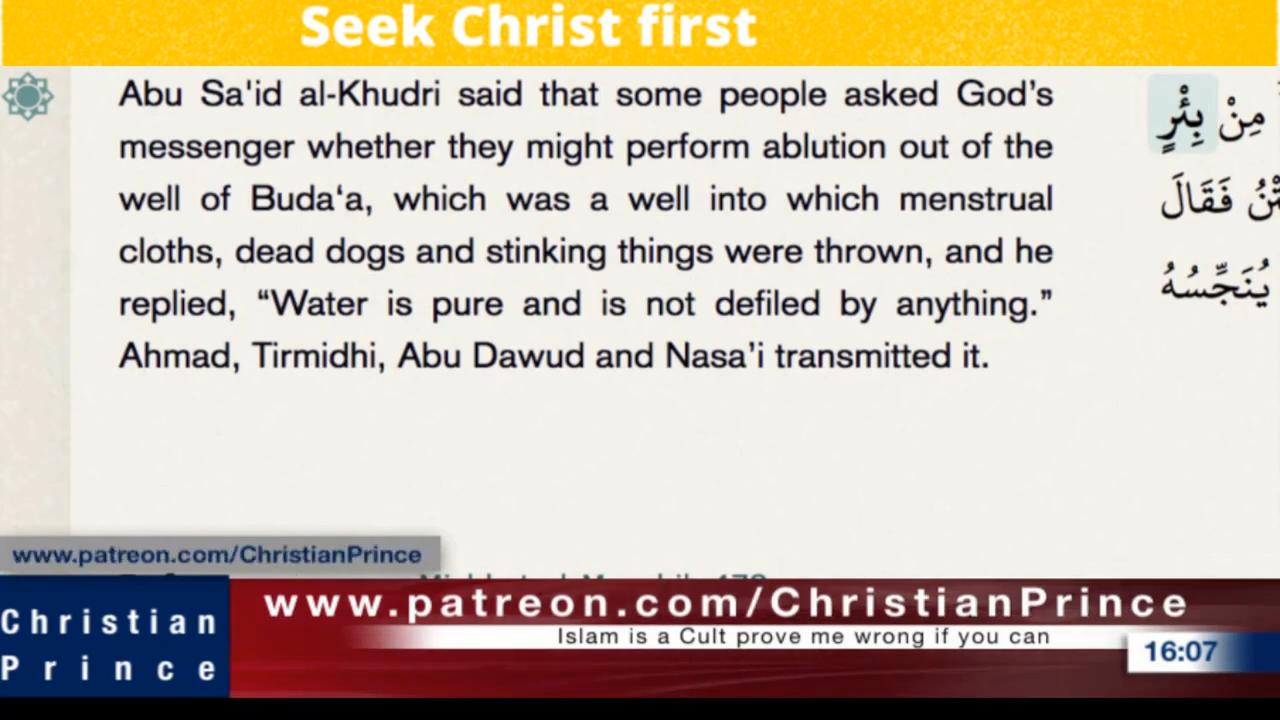 Seek Christ first
Abu Sa'id al-Khudri said that some people asked God's
messenger whether they might perform ablution out of the
well of Buda‘a, which was a well into which menstrual
cloths, dead dogs and stinking things were thrown, and he
replied, “Water is pure and is not defiled by anything.”
Ahmad, Tirmidhi, Abu Dawud and Nasa’i transmitted it.
مِنْ بِئْرِ
فَقَالَ
يُنَجِّسُهُ
www.patreon.com/ChristianPrince
Christian
Prince
www.patreon.com/ChristianPrince
Islam is a Cult prove me wrong if you can
16:07